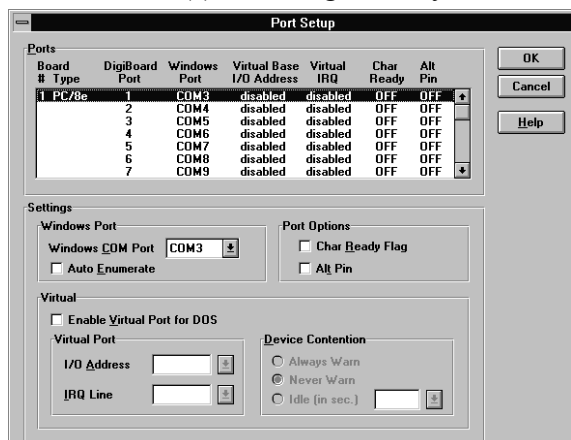 Port Setup
Ports
Board DigiBoard Windows Virtual Base Virtual Char Alt
# Type Port Port I/O Address IRQ Ready Pin
1 PC/8e 1 COM3 disabled disabled OFF OFF
2 COM4 disabled disabled OFF OFF
3 COM5 disabled disabled OFF OFF
4 COM6 disabled disabled OFF OFF
5 COM7 disabled disabled OFF OFF
6 COM8 disabled disabled OFF OFF
7 COM9 disabled disabled OFF OFF
OK
Cancel
Help
Settings
Windows Port
Windows COM Port COM3
Auto Enumerate
Port Options
Char Ready Flag
Alt Pin
Virtual
Enable Virtual Port for DOS
Virtual Port
I/O Address
IRQ Line
Device Contention
Always Warn
Never Warn
Idle (in sec.)